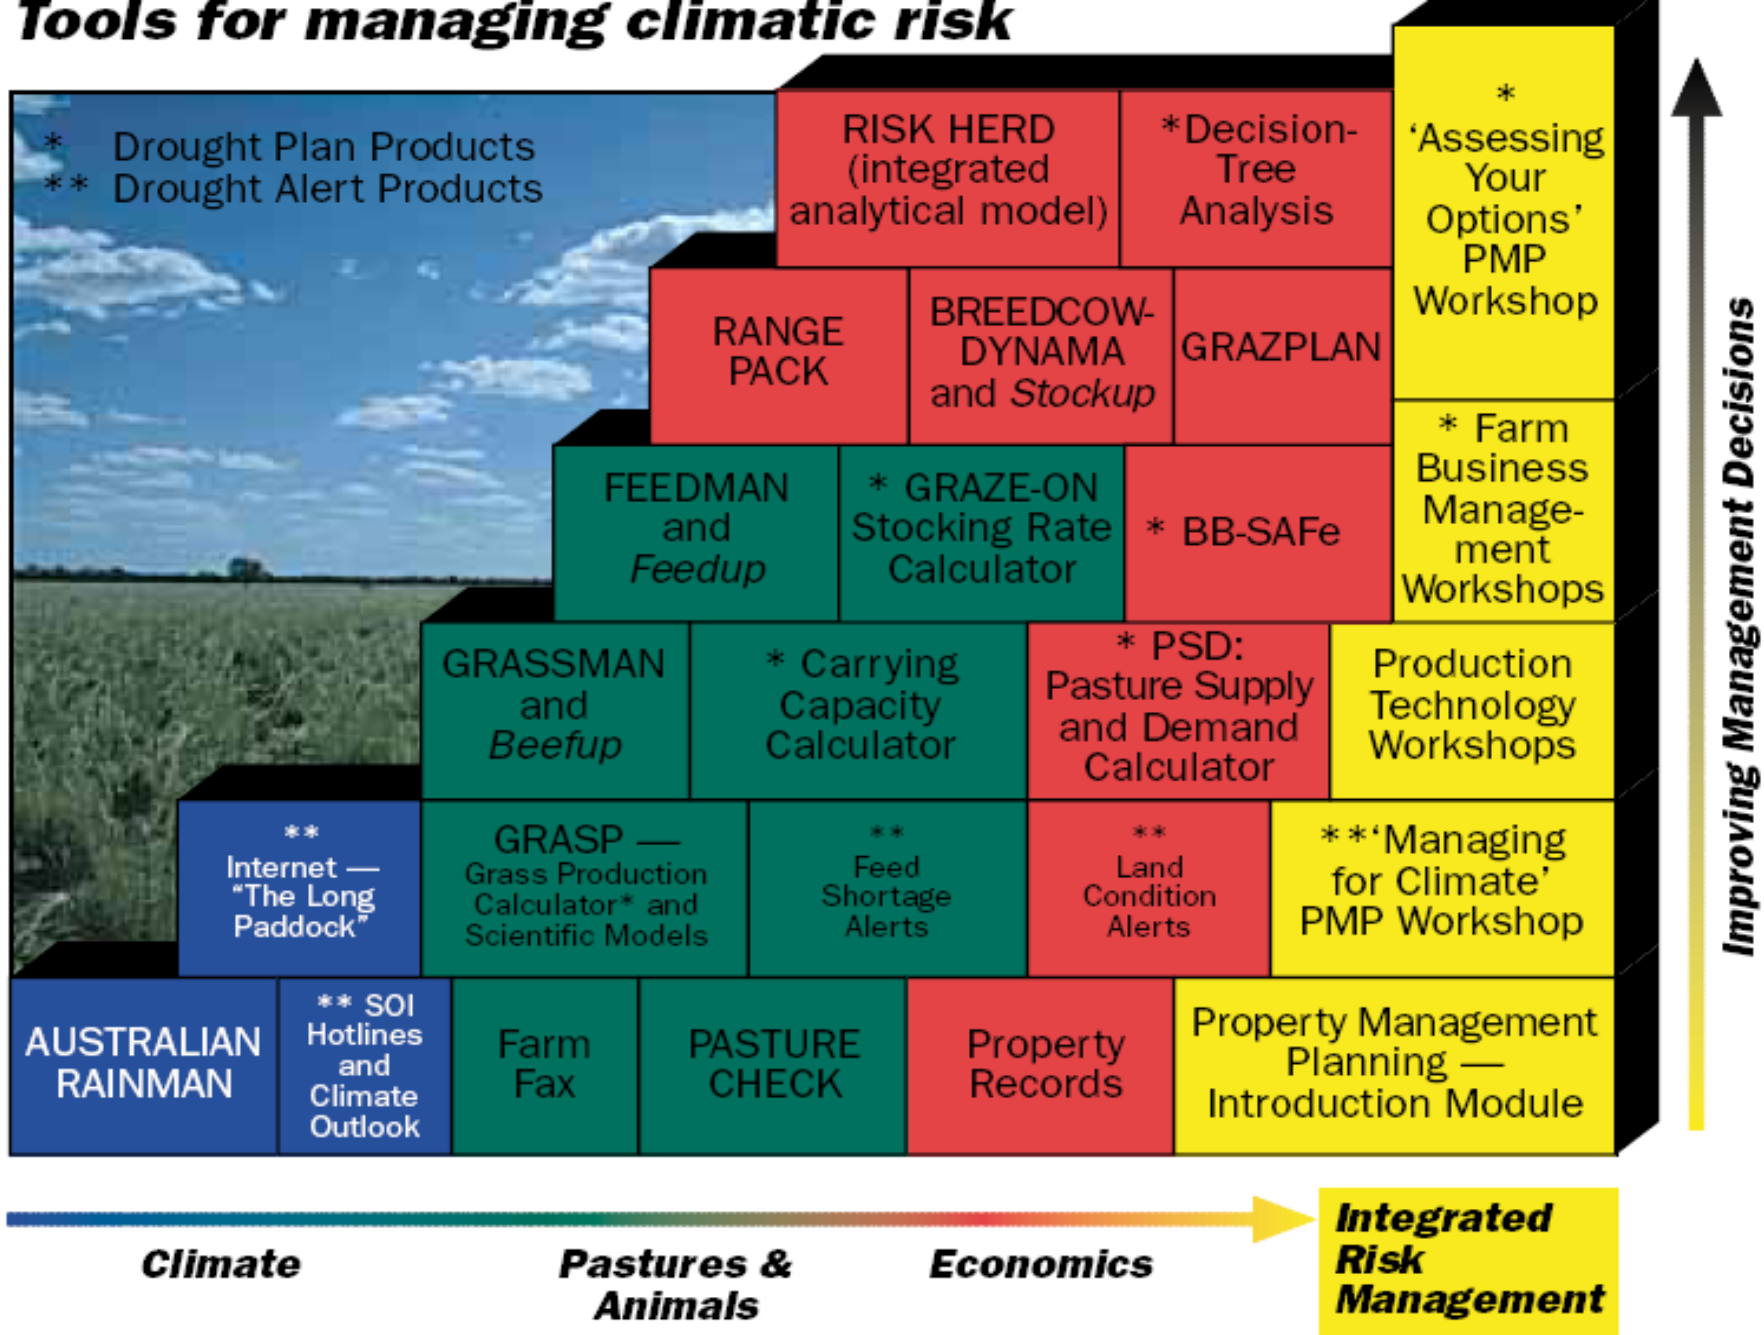 Tools for managing climatic risk
* Drought Plan Products
** Drought Alert Products
RISK HERD
(integrated
analytical model)
*Decision-
Tree
Analysis
*
‘Assessing
Your
Options’
PMP
Workshop
RANGE
PACK
BREEDCOW-
DYNAMA
and Stockup
GRAZPLAN
FEEDMAN
and
Feedup
* GRAZE-ON
Stocking Rate
Calculator
* BB-SAFe
* Farm
Business
Manage-
ment
Workshops
GRASSMAN
and
Beefup
* Carrying
Capacity
Calculator
* PSD:
Pasture Supply
and Demand
Calculator
Production
Technology
Workshops
**
Internet —
“The Long
Paddock”
GRASP —
Grass Production
Calculator* and
Scientific Models
**
Feed
Shortage
Alerts
**
Land
Condition
Alerts
**‘Managing
for Climate’
PMP Workshop
AUSTRALIAN
RAINMAN
** SOI
Hotlines
and
Climate
Outlook
Farm
Fax
PASTURE
CHECK
Property
Records
Property Management
Planning —
Introduction Module
Improving Management Decisions
Climate
Pastures &
Animals
Economics
Integrated
Risk
Management